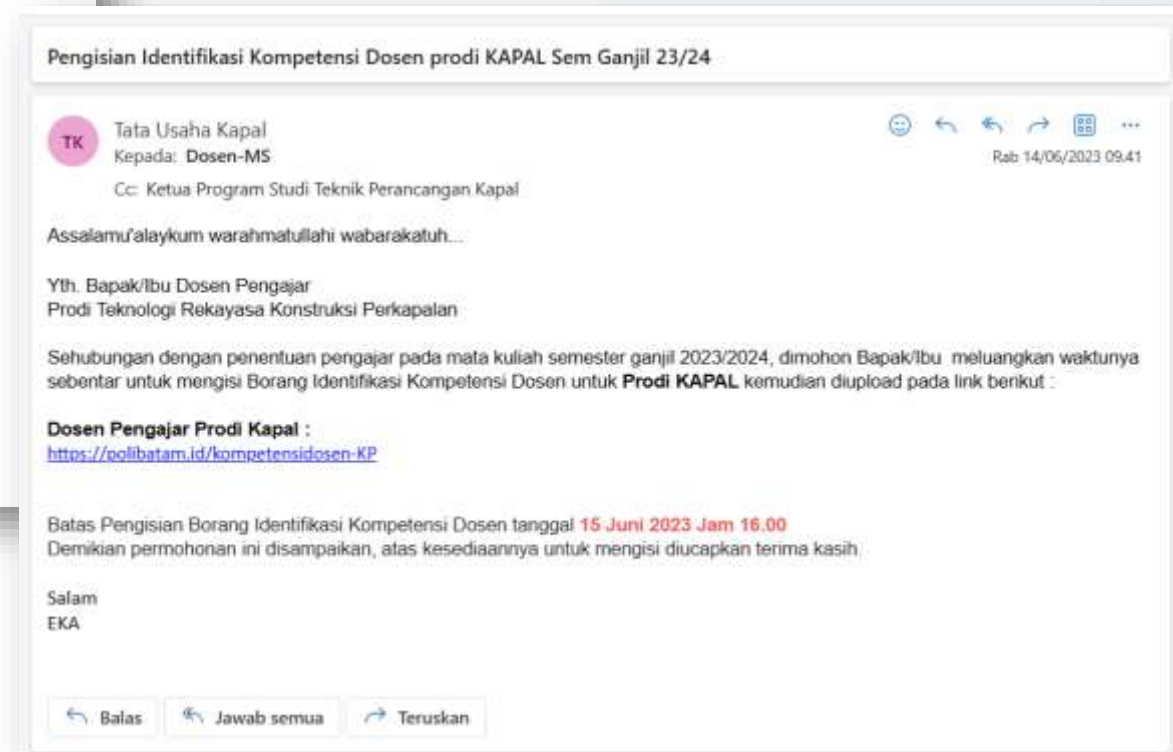 Pengisian Identifikasi Kompetensi Dosen prodi KAPAL Sem Ganjil 23/24
TK
Tata Usaha Kapal
Kepada: Dosen-MS
Rab 14/06/2023 09.41
Cc: Ketua Program Studi Teknik Perancangan Kapal
Assalamu'alaykum warahmatullahi wabarakatuh...
Yth. Bapak/Ibu Dosen Pengajar
Prodi Teknologi Rekayasa Konstruksi Perkapalan
Sehubungan dengan penentuan pengajar pada mata kuliah semester ganjil 2023/2024, dimohon Bapak/Ibu meluangkan waktunya
sebentar untuk mengisi Borang Identifikasi Kompetensi Dosen untuk Prodi KAPAL kemudian diupload pada link berikut :
Dosen Pengajar Prodi Kapal :
https://polibatam.id/kompetensidosen-KP
Batas Pengisian Borang Identifikasi Kompetensi Dosen tanggal 15 Juni 2023 Jam 16.00
Demikian permohonan ini disampaikan, atas kesediaannya untuk mengisi diucapkan terima kasih.
Salam
EKA
Balas
Jawab semua
Teruskan